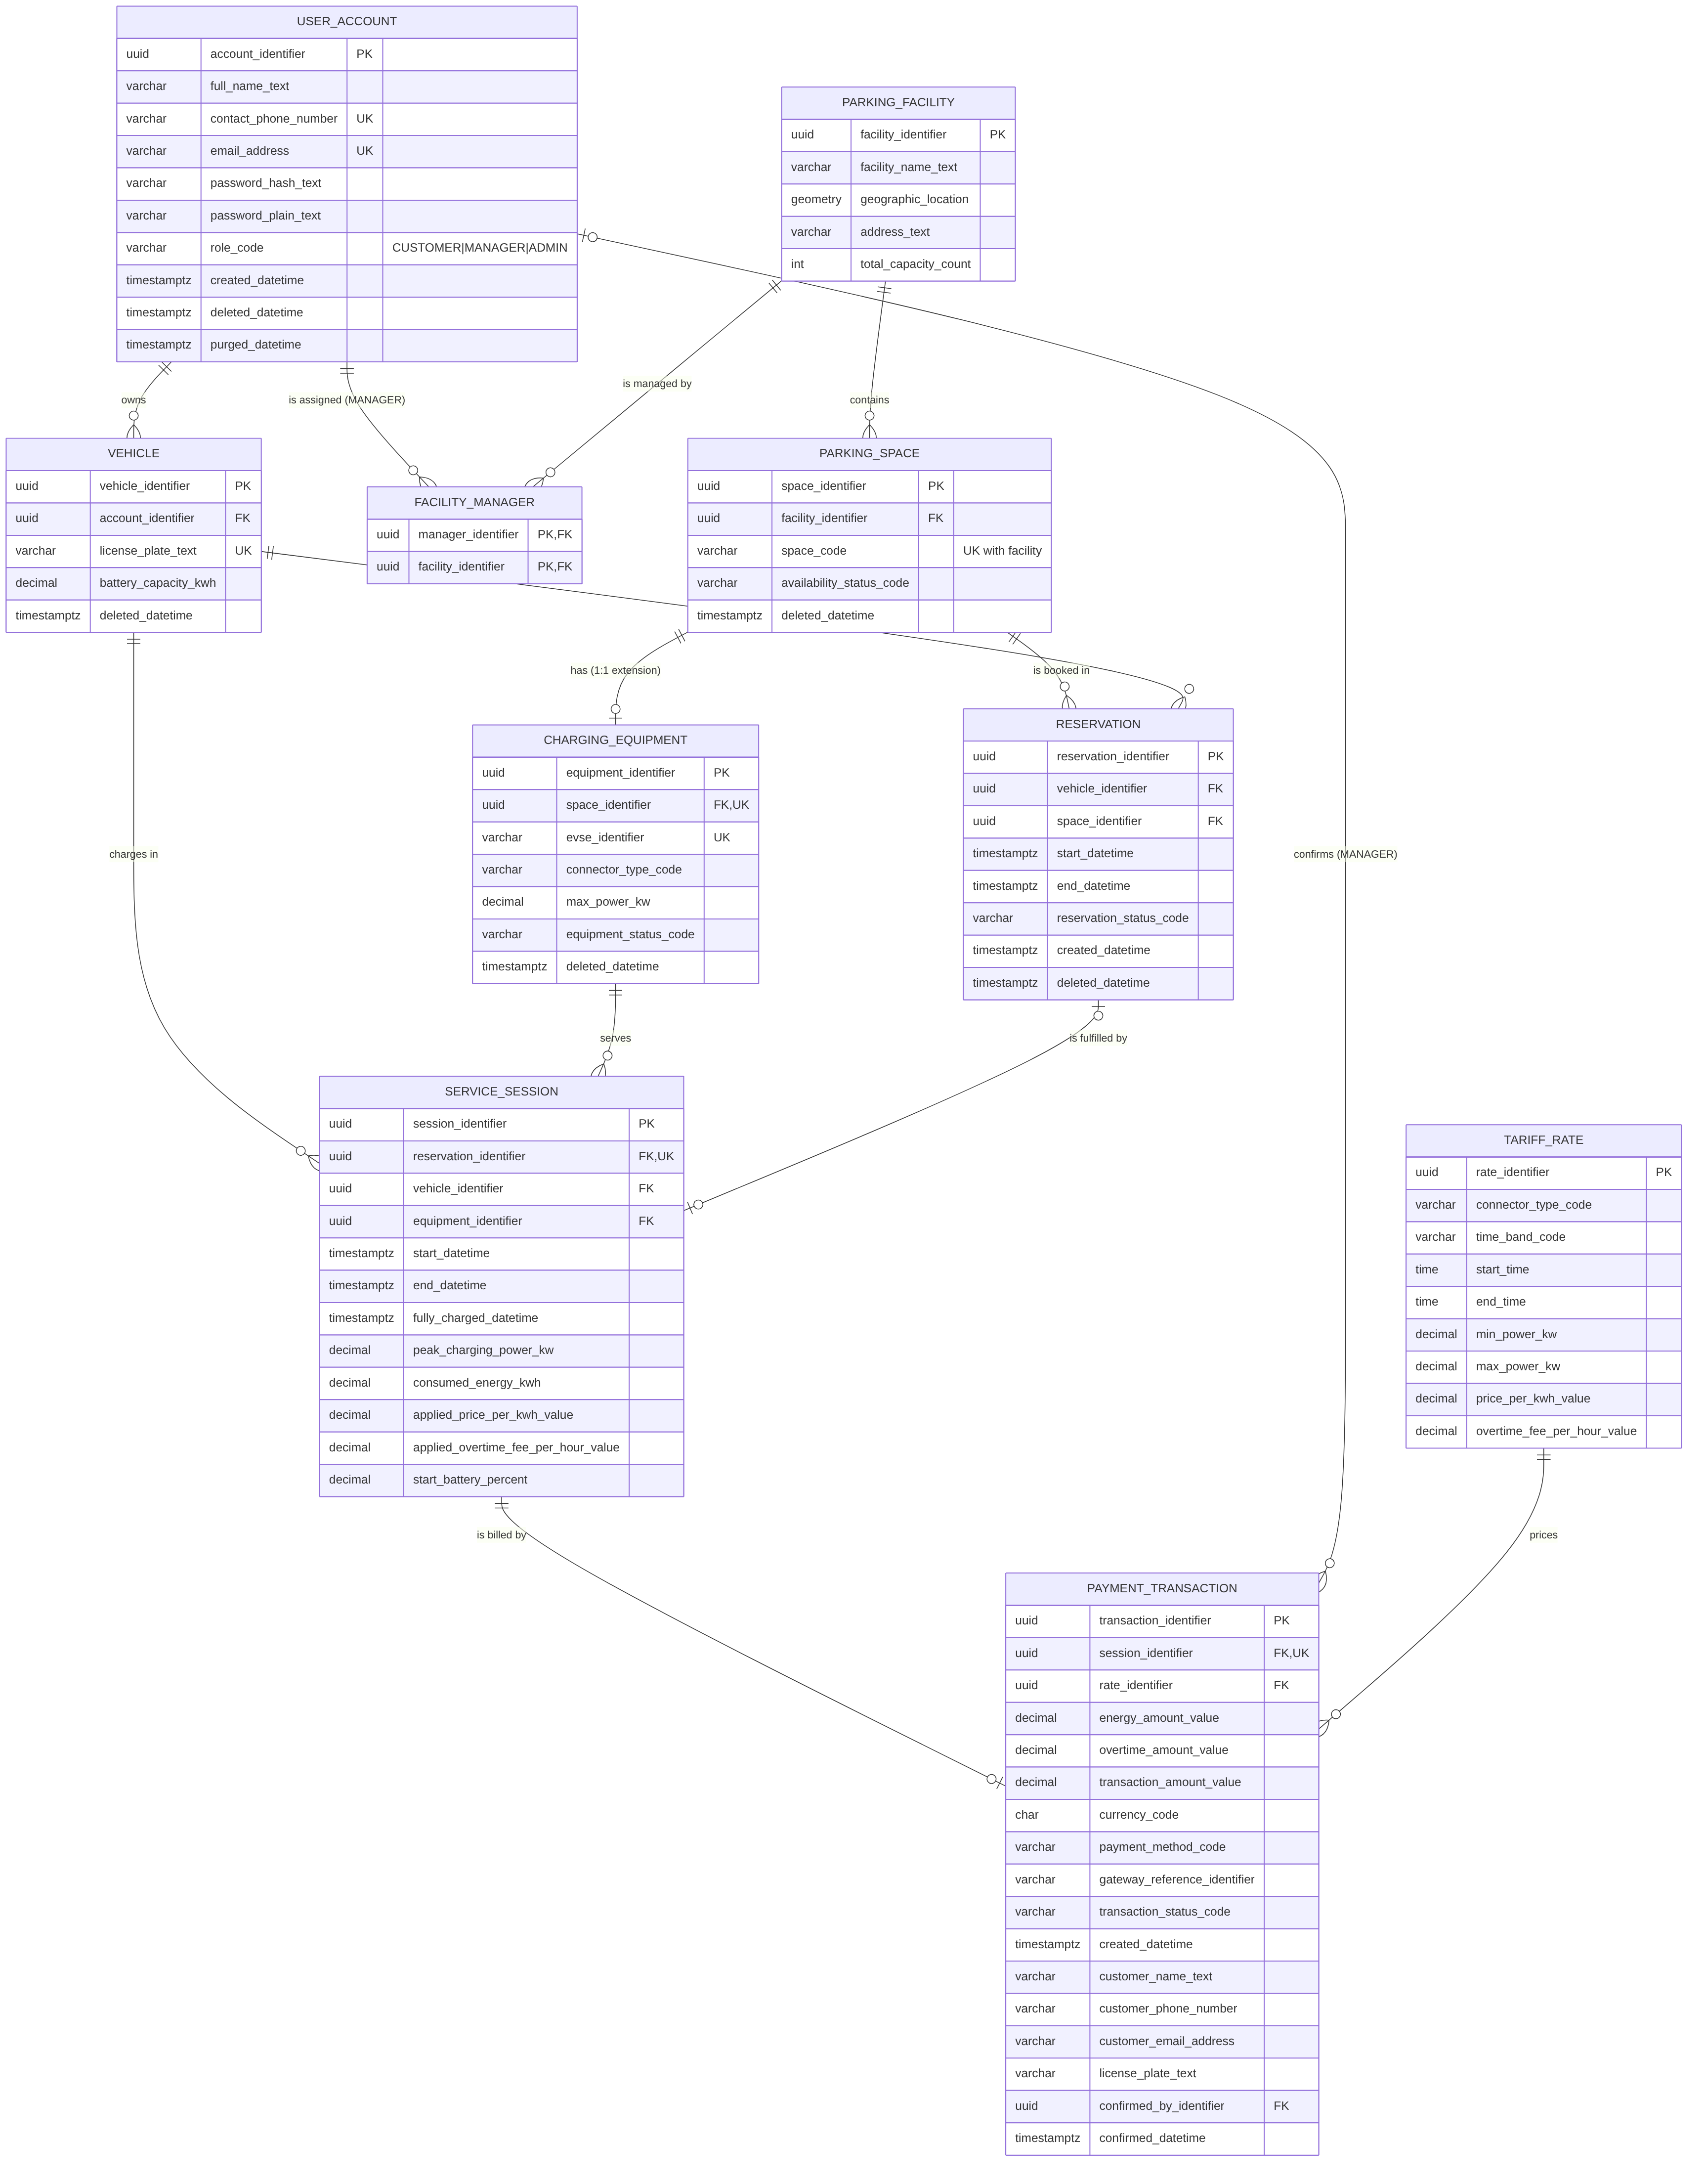 USER_ACCOUNT
uuid account_identifier PK
varchar full_name_text
varchar contact_phone_number UK
varchar email_address UK
varchar password_hash_text
varchar password_plain_text
varchar role_code CUSTOMER|MANAGER|ADMIN
timestamptz created_datetime
timestamptz deleted_datetime
timestamptz purged_datetime
PARKING_FACILITY
uuid facility_identifier PK
varchar facility_name_text
geometry geographic_location
varchar address_text
int total_capacity_count
owns
is assigned (MANAGER)
is managed by
contains
VEHICLE
uuid vehicle_identifier PK
uuid account_identifier FK
varchar license_plate_text UK
decimal battery_capacity_kwh
timestamptz deleted_datetime
FACILITY_MANAGER
uuid manager_identifier PK,FK
uuid facility_identifier PK,FK
PARKING_SPACE
uuid space_identifier PK
uuid facility_identifier FK
varchar space_code UK with facility
varchar availability_status_code
timestamptz deleted_datetime
has (1:1 extension)
is booked in
CHARGING_EQUIPMENT
uuid equipment_identifier PK
uuid space_identifier FK,UK
varchar evse_identifier UK
varchar connector_type_code
decimal max_power_kw
varchar equipment_status_code
timestamptz deleted_datetime
RESERVATION
uuid reservation_identifier PK
uuid vehicle_identifier FK
uuid space_identifier FK
timestamptz start_datetime
timestamptz end_datetime
varchar reservation_status_code
timestamptz created_datetime
timestamptz deleted_datetime
charges in
confirms (MANAGER)
serves
is fulfilled by
SERVICE_SESSION
uuid session_identifier PK
uuid reservation_identifier FK,UK
uuid vehicle_identifier FK
uuid equipment_identifier FK
timestamptz start_datetime
timestamptz end_datetime
timestamptz fully_charged_datetime
decimal peak_charging_power_kw
decimal consumed_energy_kwh
decimal applied_price_per_kwh_value
decimal applied_overtime_fee_per_hour_value
decimal start_battery_percent
TARIFF_RATE
uuid rate_identifier PK
varchar connector_type_code
varchar time_band_code
time start_time
time end_time
decimal min_power_kw
decimal max_power_kw
decimal price_per_kwh_value
decimal overtime_fee_per_hour_value
is billed by
prices
PAYMENT_TRANSACTION
uuid transaction_identifier PK
uuid session_identifier FK,UK
uuid rate_identifier FK
decimal energy_amount_value
decimal overtime_amount_value
decimal transaction_amount_value
char currency_code
varchar payment_method_code
varchar gateway_reference_identifier
varchar transaction_status_code
timestamptz created_datetime
varchar customer_name_text
varchar customer_phone_number
varchar customer_email_address
varchar license_plate_text
uuid confirmed_by_identifier FK
timestamptz confirmed_datetime